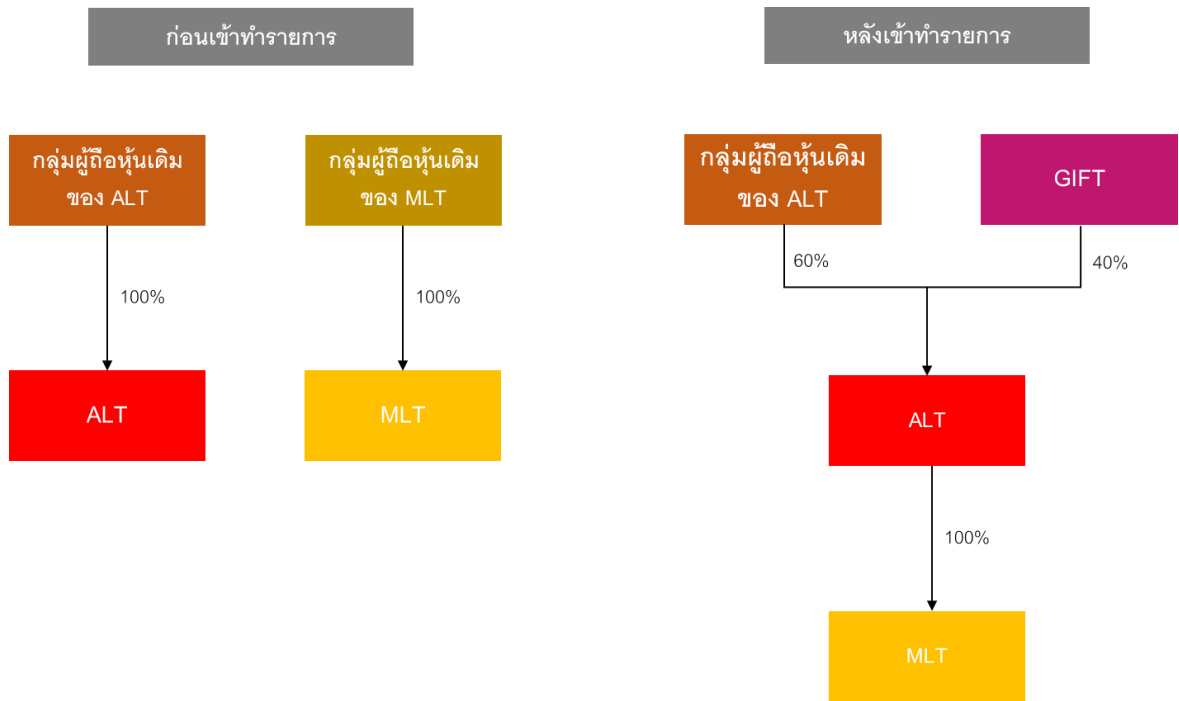 ก่อนเข้าทำรายการ
กลุ่มผู้ถือหุ้นเดิม
ของ ALT
กลุ่มผู้ถือหุ้นเดิม
ของ MLT
100%
100%
ALT
MLT
หลังเข้าทำรายการ
กลุ่มผู้ถือหุ้นเดิม
ของ ALT
GIFT
60%
40%
ALT
100%
MLT